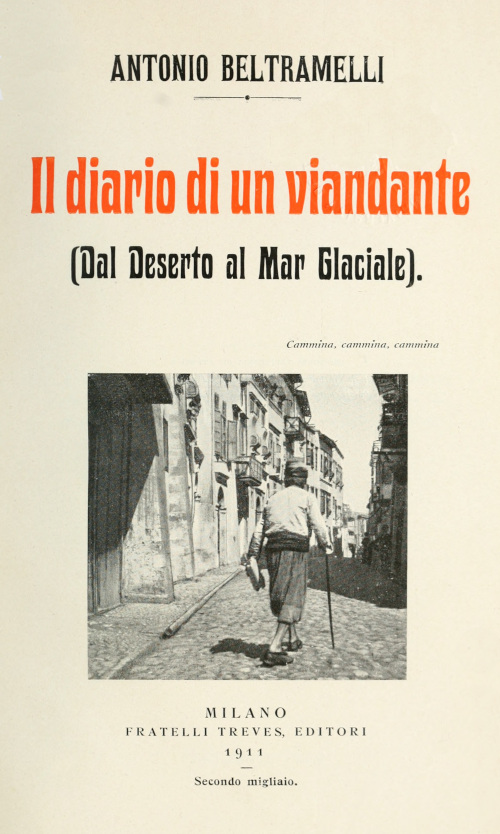 ANTONIO BELTRAMELLI
Il diario di un viandante
(Dal Deserto al Mar Glaciale).
Cammina, cammina, cammina
MILANO
FRATELLI TREVES, EDITORI
1911
Secondo migliaio.